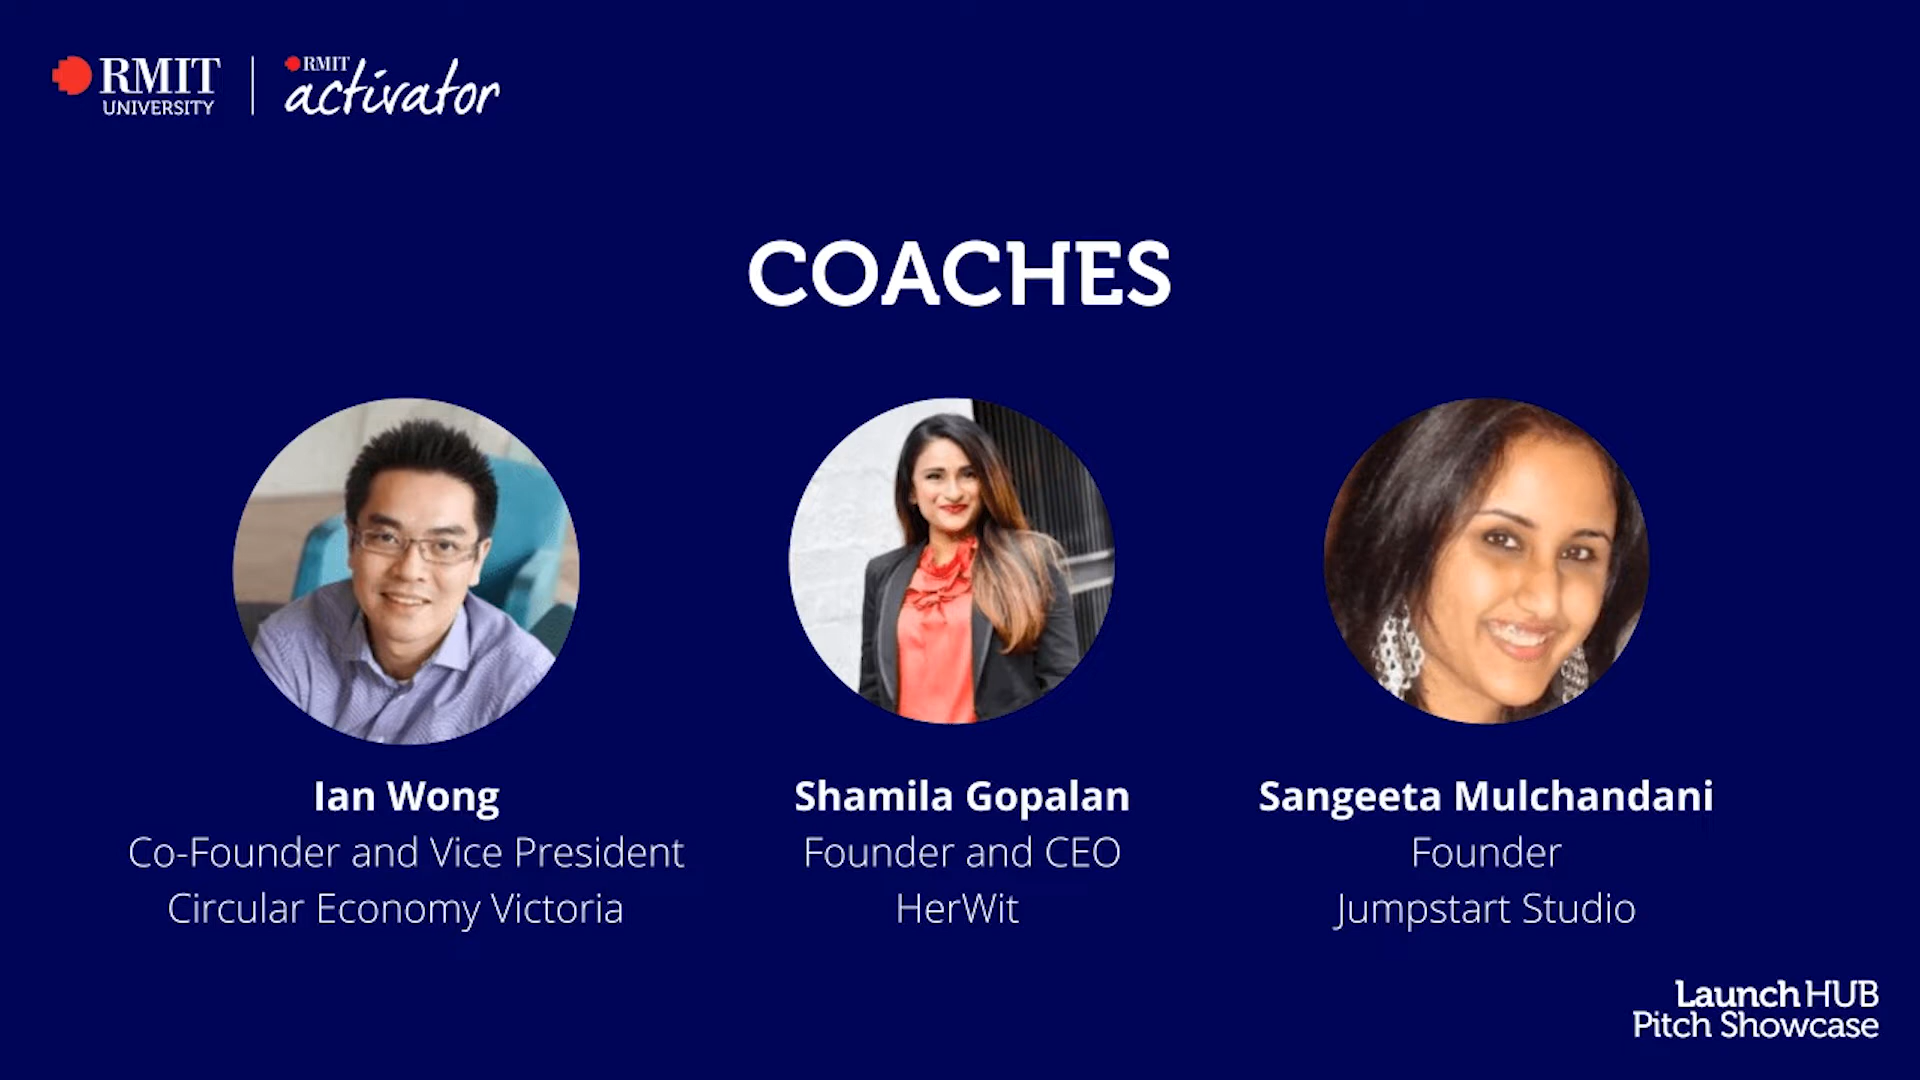 RMIT
UNIVERSITY
RMIT
activator
COACHES
Ian Wong
Co-Founder and Vice President
Circular Economy Victoria
Shamila Gopalan
Founder and CEO
HerWit
Sangeeta Mulchandani
Founder
Jumpstart Studio
Launch HUB
Pitch Showcase